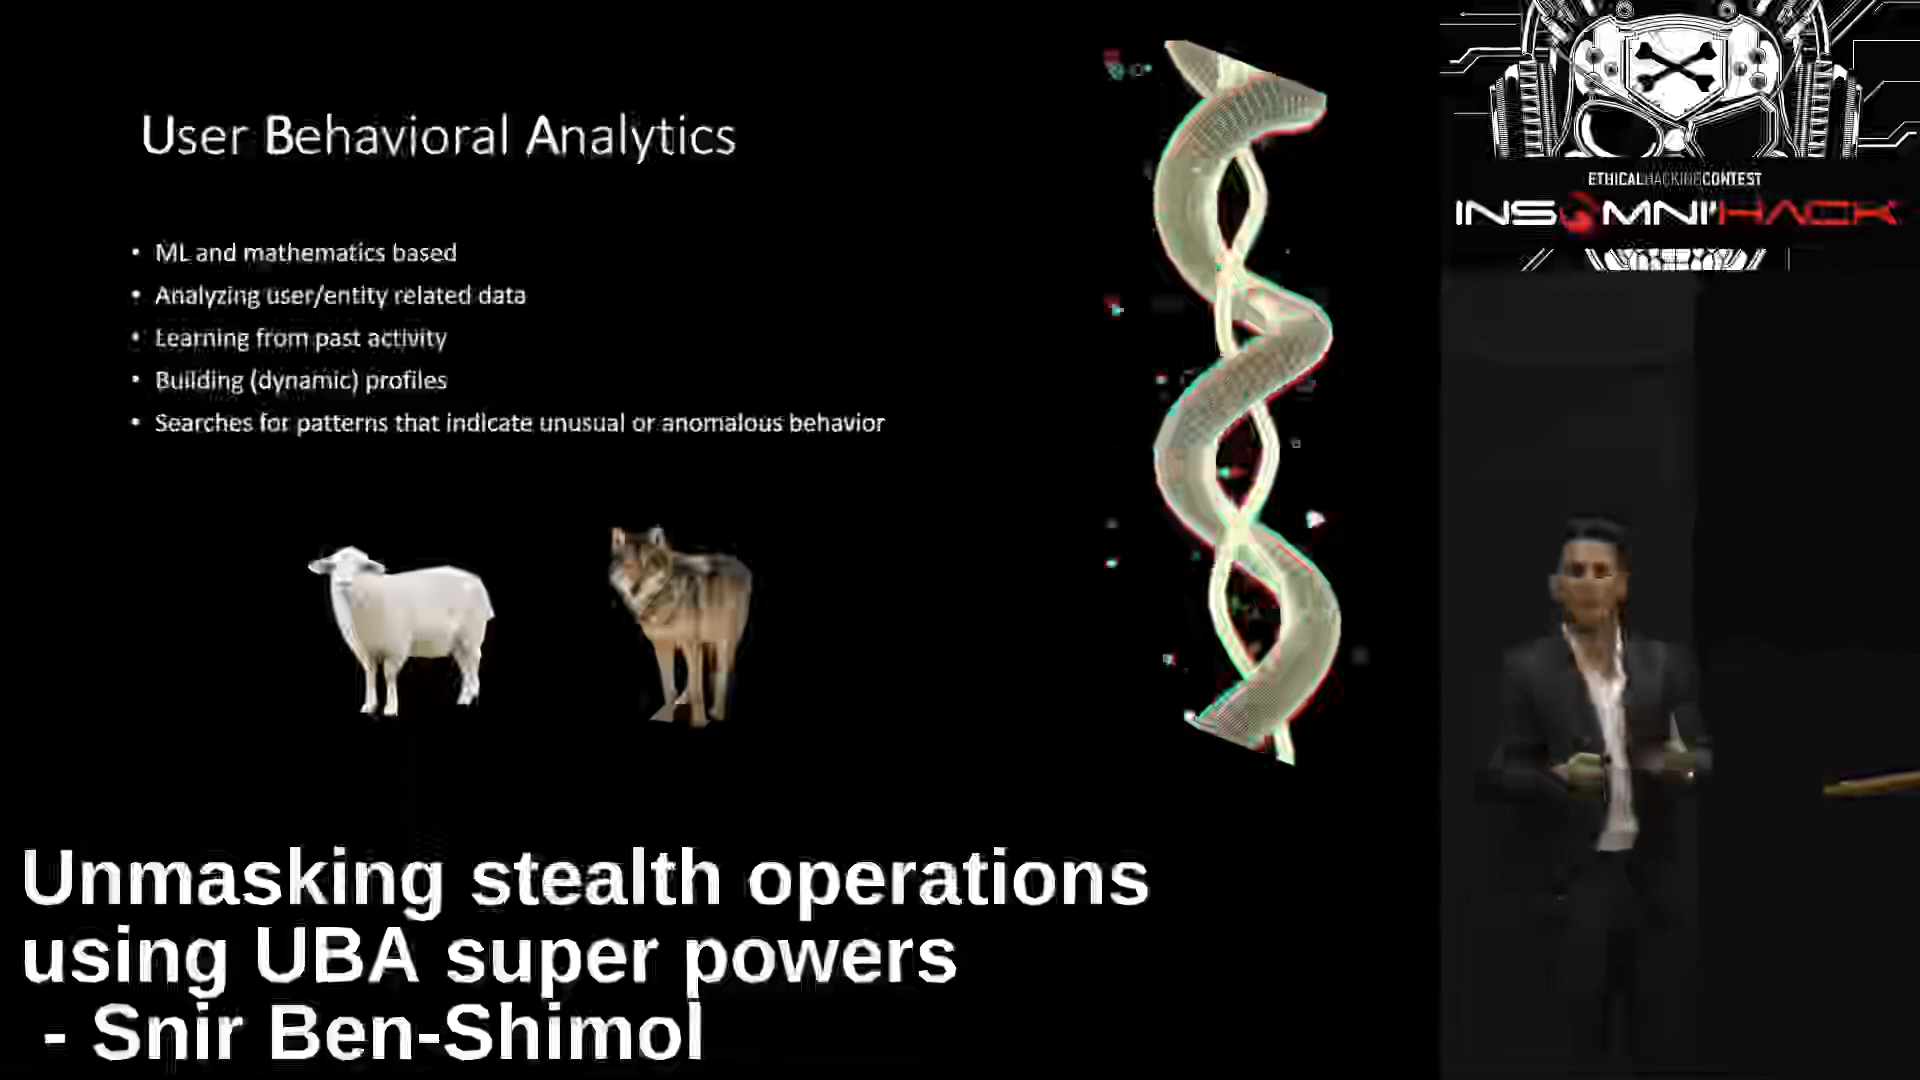 User Behavioral Analytics
• ML and mathematics based
• Analyzing user/entity related data
• Learning from past activity
• Building (dynamic) profiles
• Searches for patterns that indicate unusual or anomalous behavior
ETHICALHACKINGCONTEST
INSOMNI'HACK
Unmasking stealth operations
using UBA super powers
- Snir Ben-Shimol